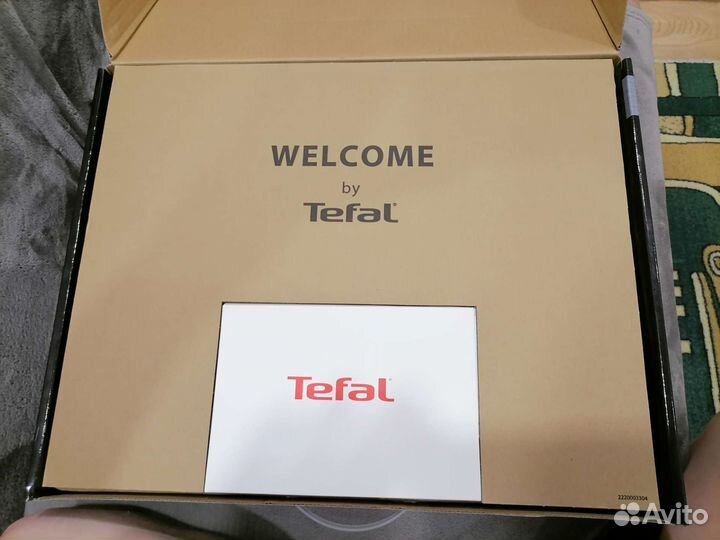 WELCOME
by
Tefal
Tefal
2220003304
Avito